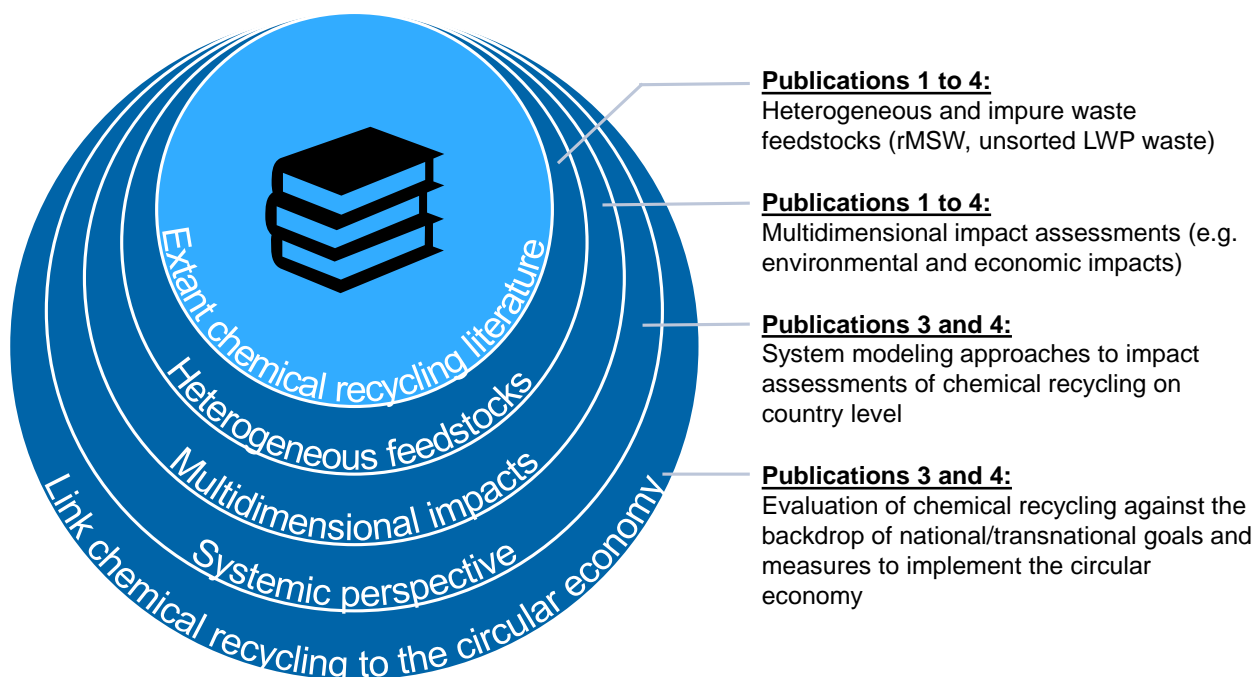 Extant chemical recycling literature
Heterogeneous feedstocks
Multidimensional impacts
Systemic perspective
Link chemical recycling to the circular economy
Publications 1 to 4:
Heterogeneous and impure waste
feedstocks (rMSW, unsorted LWP waste)
Publications 1 to 4:
Multidimensional impact assessments (e.g.
environmental and economic impacts)
Publications 3 and 4:
System modeling approaches to impact
assessments of chemical recycling on
country level
Publications 3 and 4:
Evaluation of chemical recycling against the
backdrop of national/transnational goals and
measures to implement the circular
economy